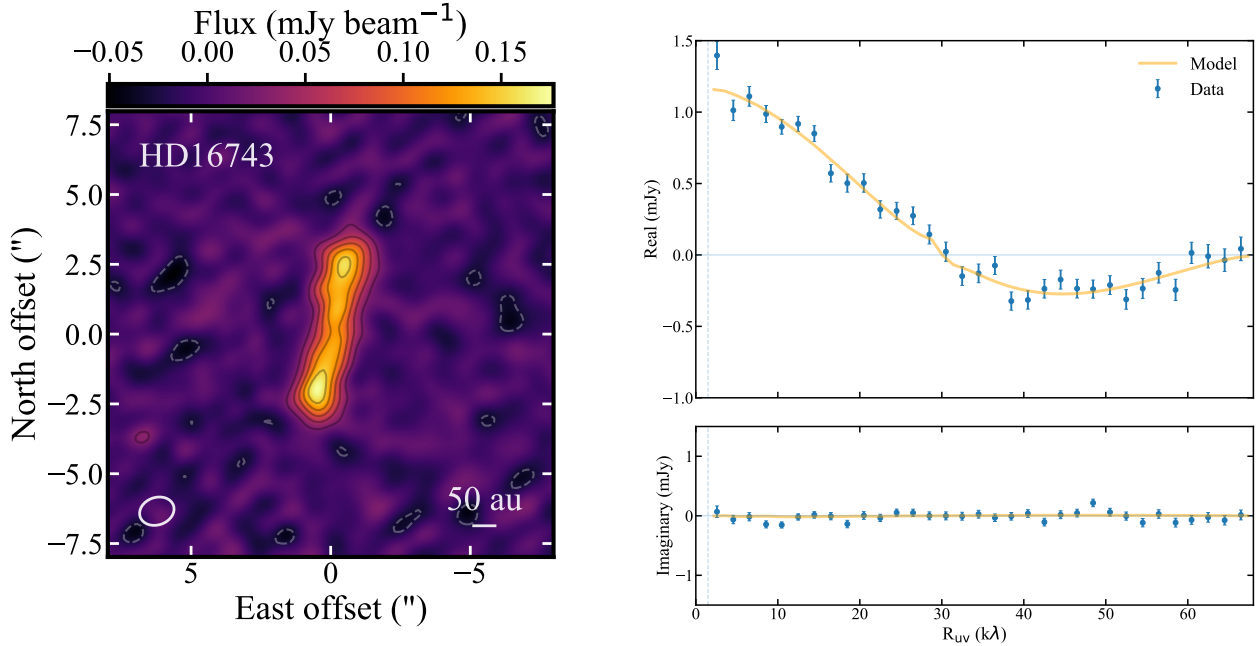 Flux (mJy beam⁻¹)
−0.05 0.00 0.05 0.10 0.15
HD16743
7.5
5.0
2.5
0.0
−2.5
−5.0
−7.5
North offset (")
50 au
5 0 −5
East offset (")
1.5
1.0
0.5
0.0
−0.5
−1.0
Real (mJy)
Model
Data
1
0
−1
Imaginary (mJy)
0 10 20 30 40 50 60
R_uv (kλ)